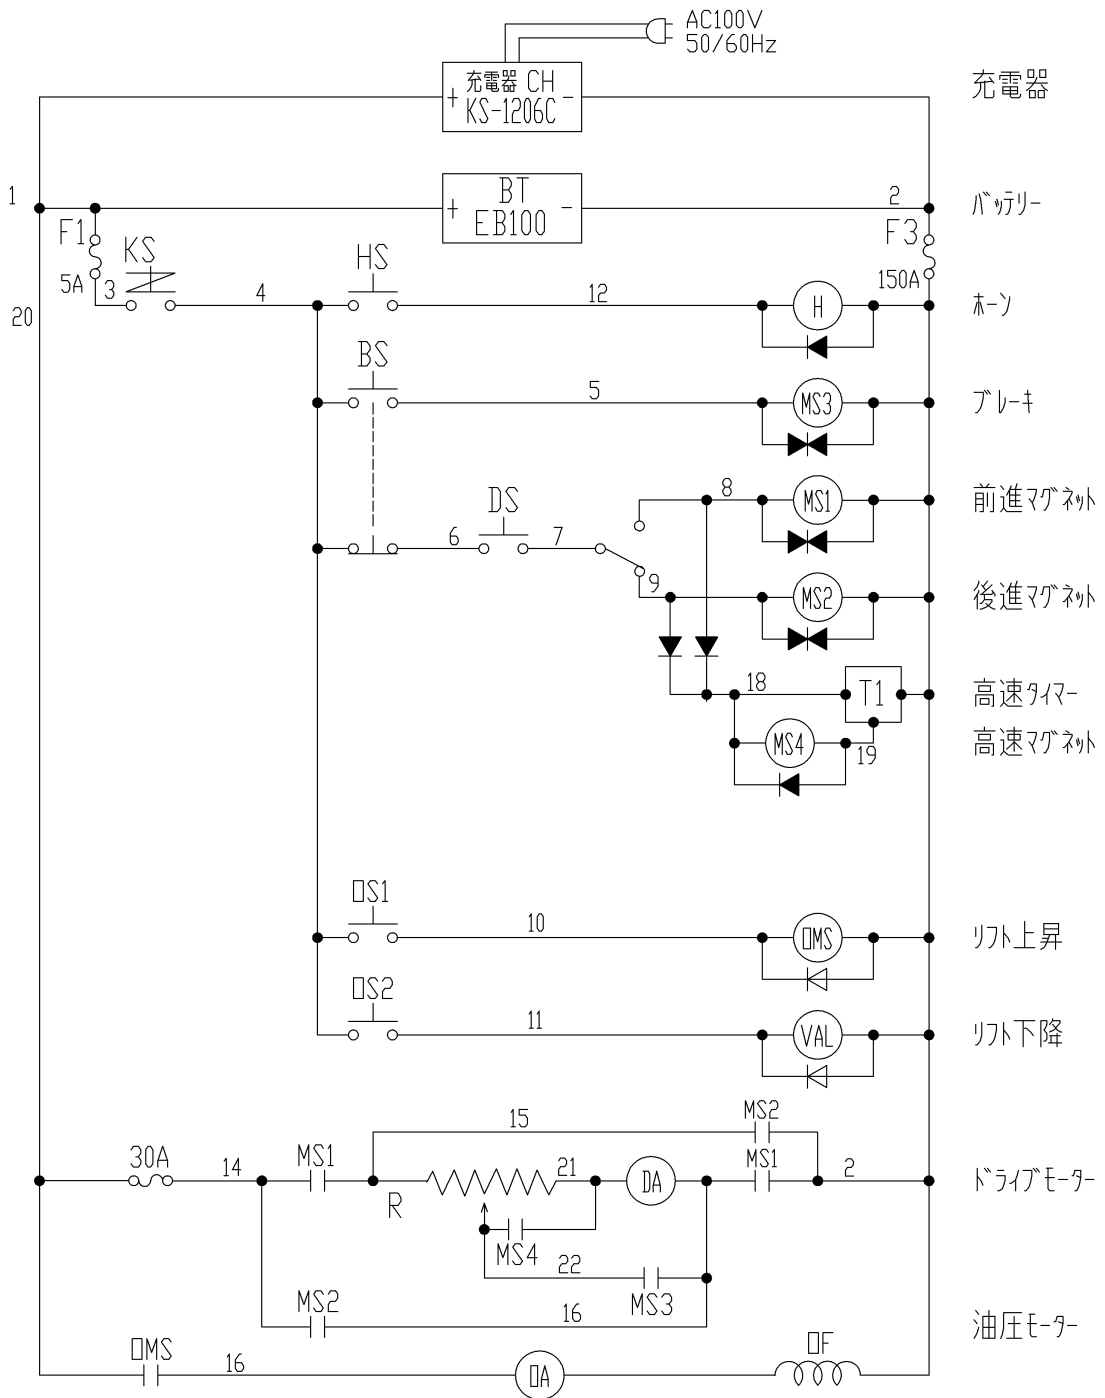 AC100V
50/60Hz
充電器 CH
+ KS-1206C -
充電器
1
BT
+ EB100 -
2
バッテリー
F1
5A
KS
3
4
HS
12
H
F3
150A
ホーン
20
BS
5
MS3
ブレーキ
DS
6
7
8
MS1
前進マグネット
9
MS2
後進マグネット
18
T1
高速タイマー
MS4
19
高速マグネット
OS1
10
OMS
リフト上昇
OS2
11
VAL
リフト下降
15
MS2
30A
14
MS1
R
21
DA
MS1
2
ドライブモーター
MS4
22
MS3
MS2
16
油圧モーター
OMS
16
OA
OF